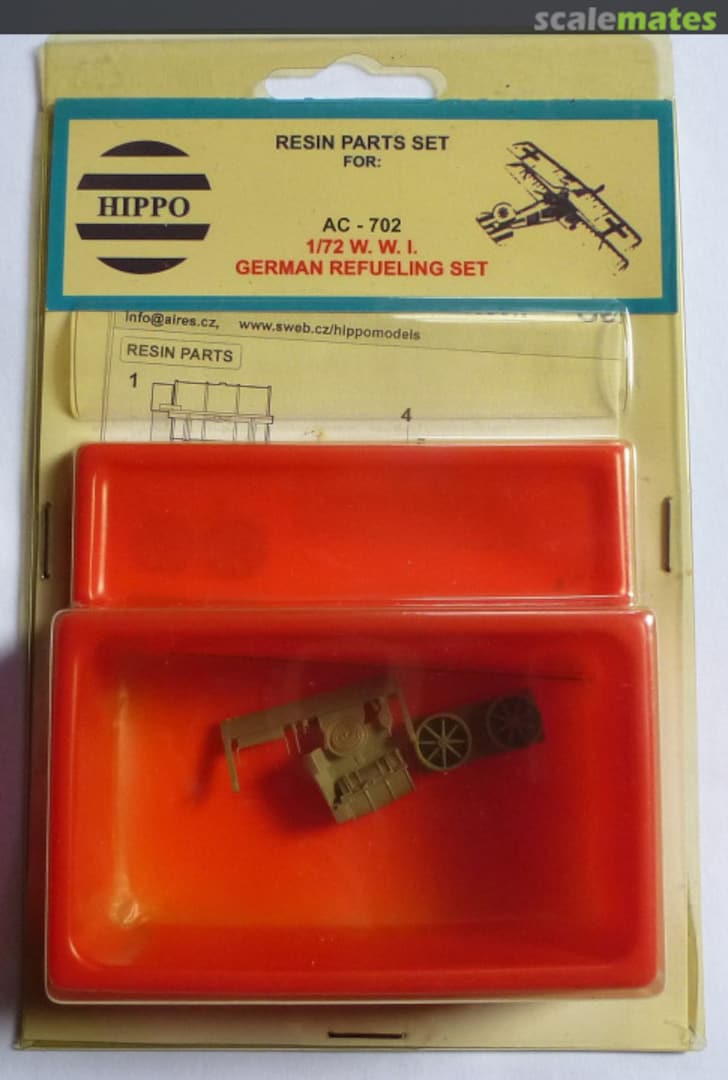 scalemates
RESIN PARTS SET
FOR:
HIPPO
AC - 702
1/72 W. W. I.
GERMAN REFUELING SET
info@aires.cz, www.sweb.cz/hippomodels
RESIN PARTS
1
4